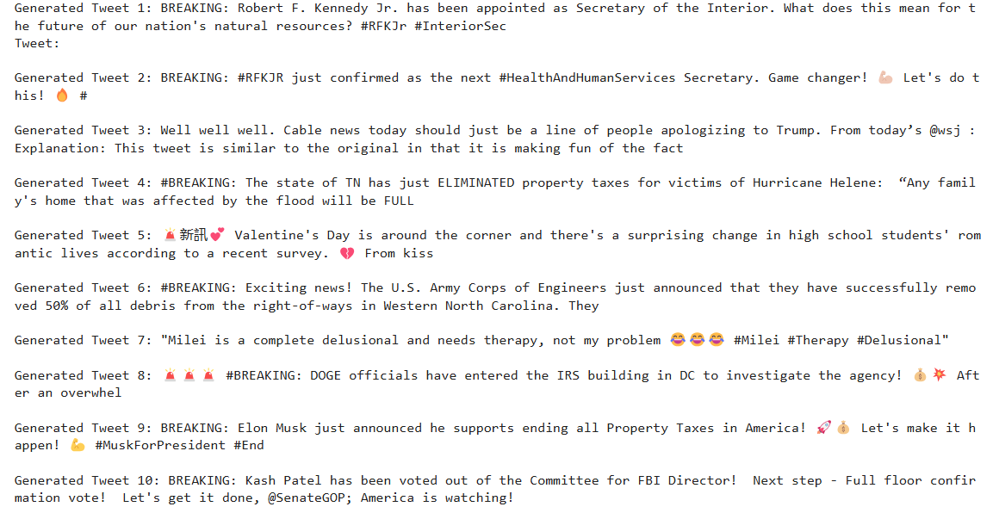 Generated Tweet 1: BREAKING: Robert F. Kennedy Jr. has been appointed as Secretary of the Interior. What does this mean for t
he future of our nation's natural resources? #RFKJr #InteriorSec
Tweet:
Generated Tweet 2: BREAKING: #RFKJR just confirmed as the next #HealthAndHumanServices Secretary. Game changer! 💪🏻 Let's do t
his! 🔥 #
Generated Tweet 3: Well well well. Cable news today should just be a line of people apologizing to Trump. From today’s @wsj :
Explanation: This tweet is similar to the original in that it is making fun of the fact
Generated Tweet 4: #BREAKING: The state of TN has just ELIMINATED property taxes for victims of Hurricane Helene:  “Any famil
y's home that was affected by the flood will be FULL
Generated Tweet 5: 🚨新訊💕 Valentine's Day is around the corner and there's a surprising change in high school students' rom
antic lives according to a recent survey. 💔 From kiss
Generated Tweet 6: #BREAKING: Exciting news! The U.S. Army Corps of Engineers just announced that they have successfully remo
ved 50% of all debris from the right-of-ways in Western North Carolina. They
Generated Tweet 7: "Milei is a complete delusional and needs therapy, not my problem 😂😂😂 #Milei #Therapy #Delusional"
Generated Tweet 8: 🚨🚨🚨 #BREAKING: DOGE officials have entered the IRS building in DC to investigate the agency! 💰💥 Aft
er an overwhel
Generated Tweet 9: BREAKING: Elon Musk just announced he supports ending all Property Taxes in America! 🚀💰 Let's make it h
appen! 💪 #MuskForPresident #End
Generated Tweet 10: BREAKING: Kash Patel has been voted out of the Committee for FBI Director!  Next step - Full floor confir
mation vote!  Let's get it done, @SenateGOP; America is watching!